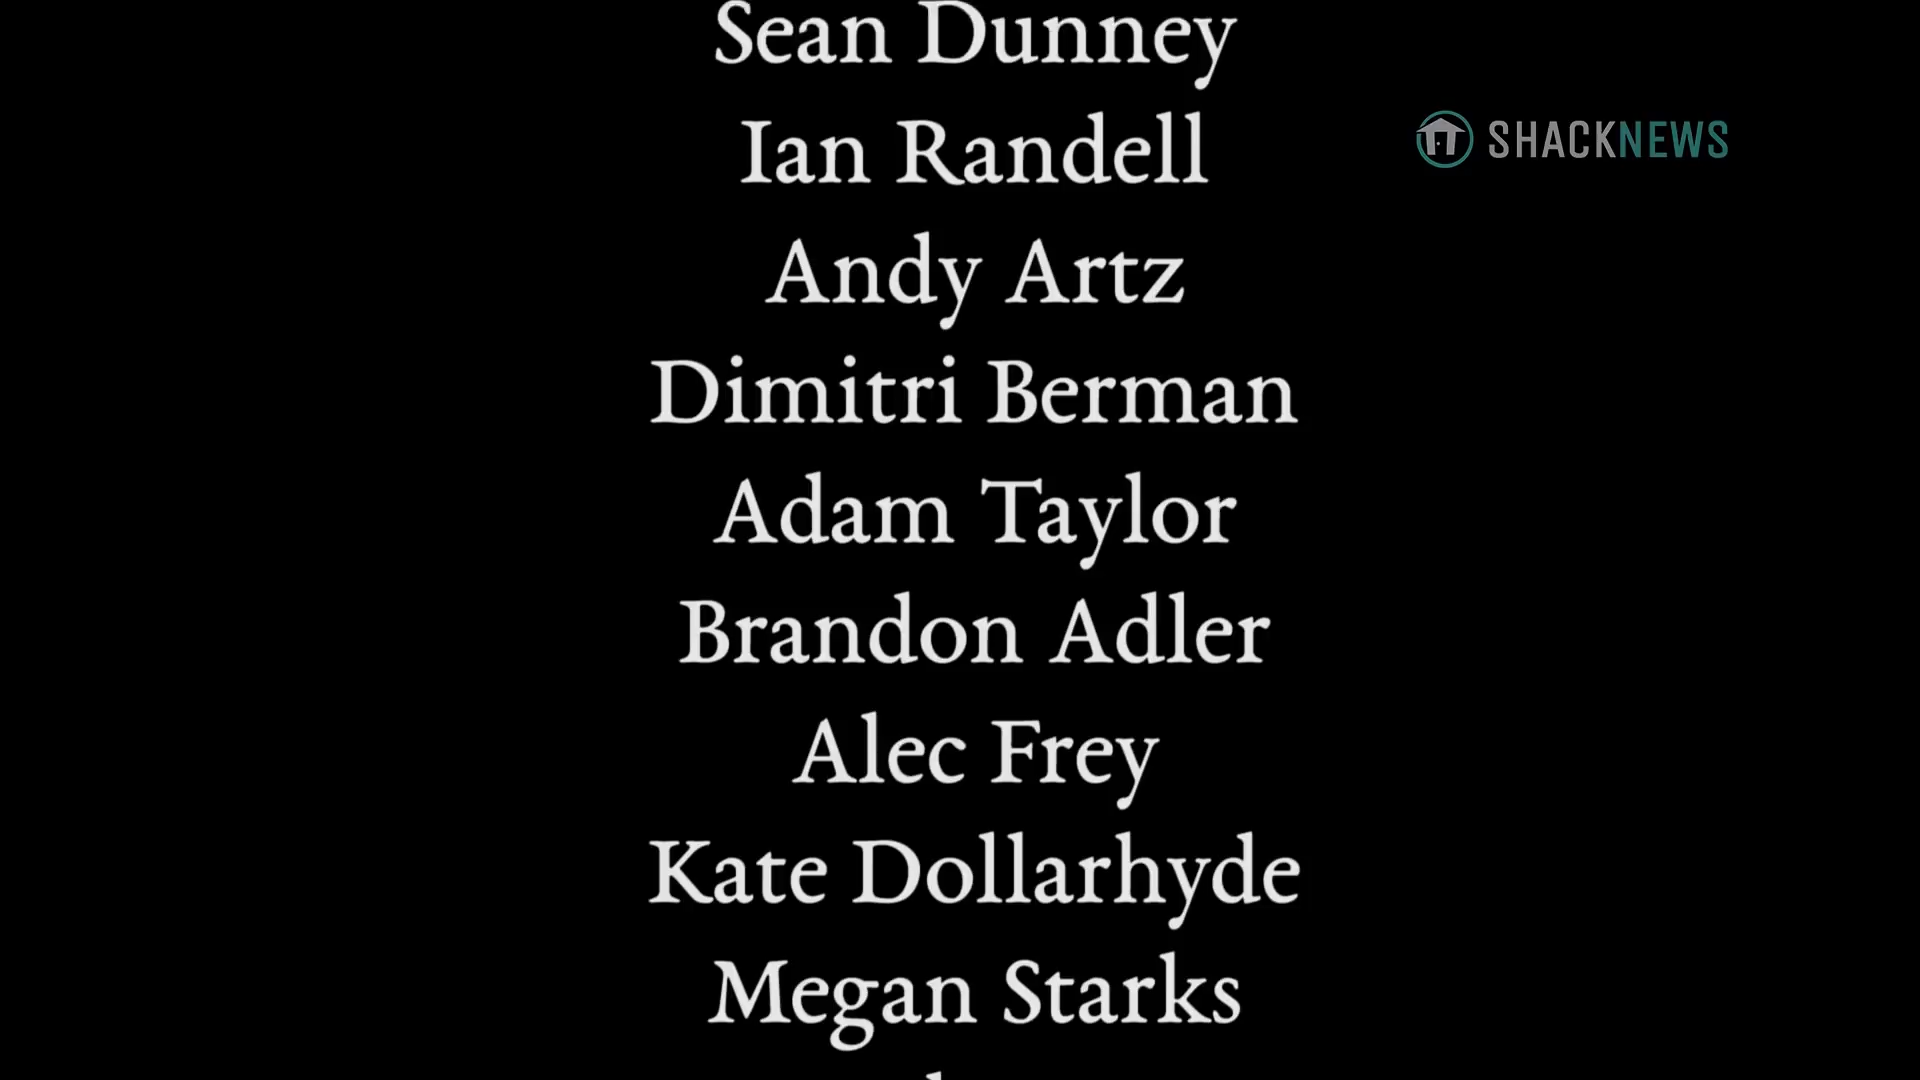 Sean Dunney
Ian Randell
SHACKNEWS
Andy Artz
Dimitri Berman
Adam Taylor
Brandon Adler
Alec Frey
Kate Dollarhyde
Megan Starks